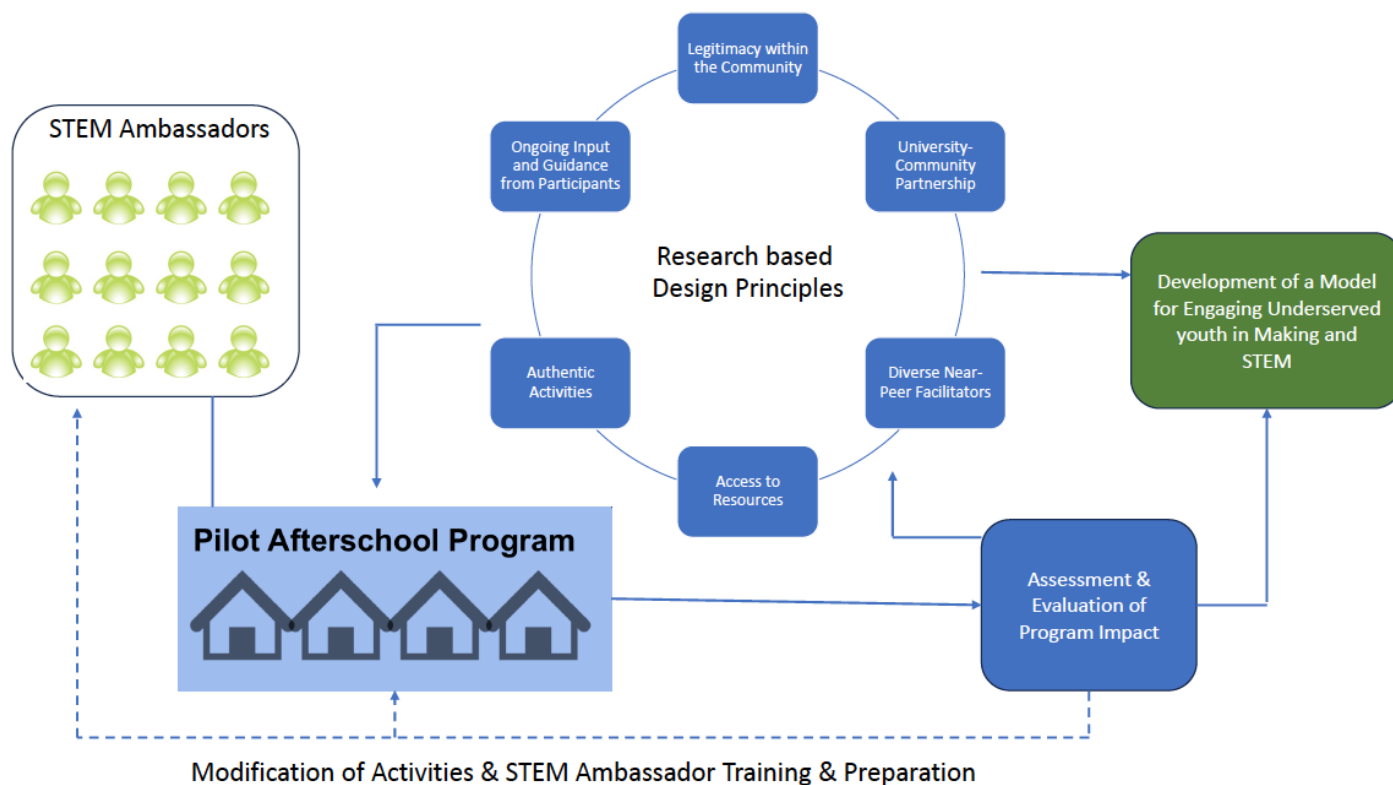 Legitimacy within
the Community
STEM Ambassadors
Ongoing Input
and Guidance
from Participants
University-
Community
Partnership
Research based
Design Principles
Development of a Model
for Engaging Underserved
youth in Making and
STEM
Authentic
Activities
Diverse Near-
Peer Facilitators
Access to
Resources
Pilot Afterschool Program
Assessment &
Evaluation of
Program Impact
Modification of Activities & STEM Ambassador Training & Preparation